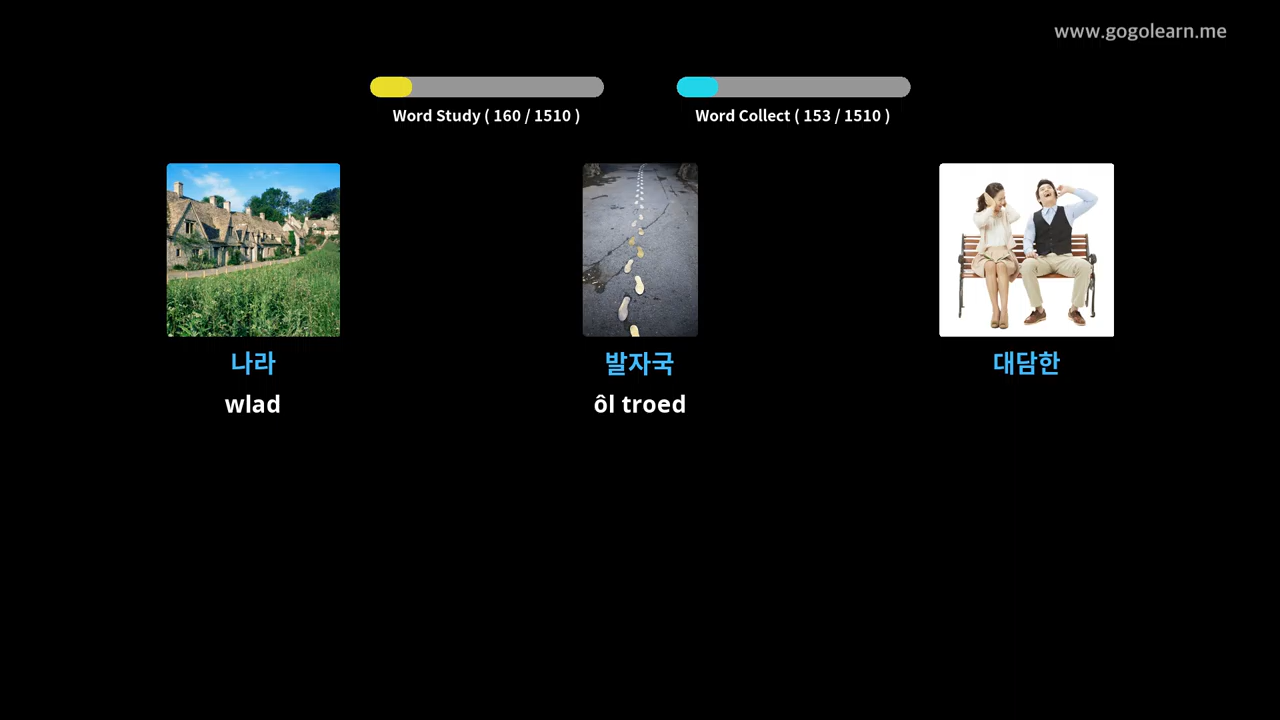 www.gogolearn.me
Word Study ( 160 / 1510 )
Word Collect ( 153 / 1510 )
나라
발자국
대담한
wlad
ôl troed